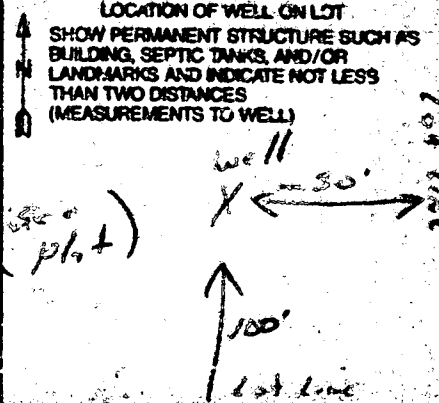 LOCATION OF WELL ON LOT
N
SHOW PERMANENT STRUCTURE SUCH AS
BUILDING, SEPTIC TANKS, AND/OR
LANDMARKS AND INDICATE NOT LESS
THAN TWO DISTANCES
(MEASUREMENTS TO WELL)
well
X
plat)
100'
Lot line